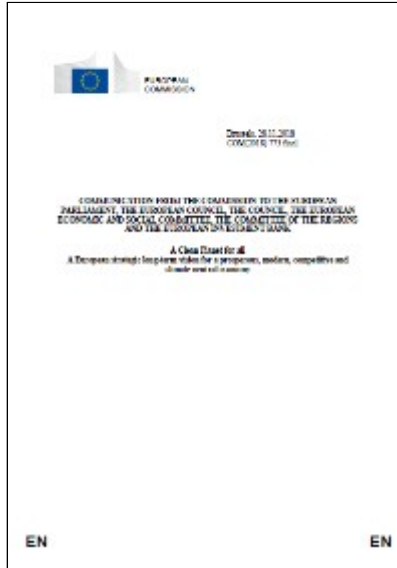 EUROPEAN
COMMISSION
Brussels, 28.11.2018
COM(2018) 773 final
COMMUNICATION FROM THE COMMISSION TO THE EUROPEAN
PARLIAMENT, THE EUROPEAN COUNCIL, THE COUNCIL, THE EUROPEAN
ECONOMIC AND SOCIAL COMMITTEE, THE COMMITTEE OF THE REGIONS
AND THE EUROPEAN INVESTMENT BANK
A Clean Planet for all
A European strategic long-term vision for a prosperous, modern, competitive and
climate neutral economy
EN
EN